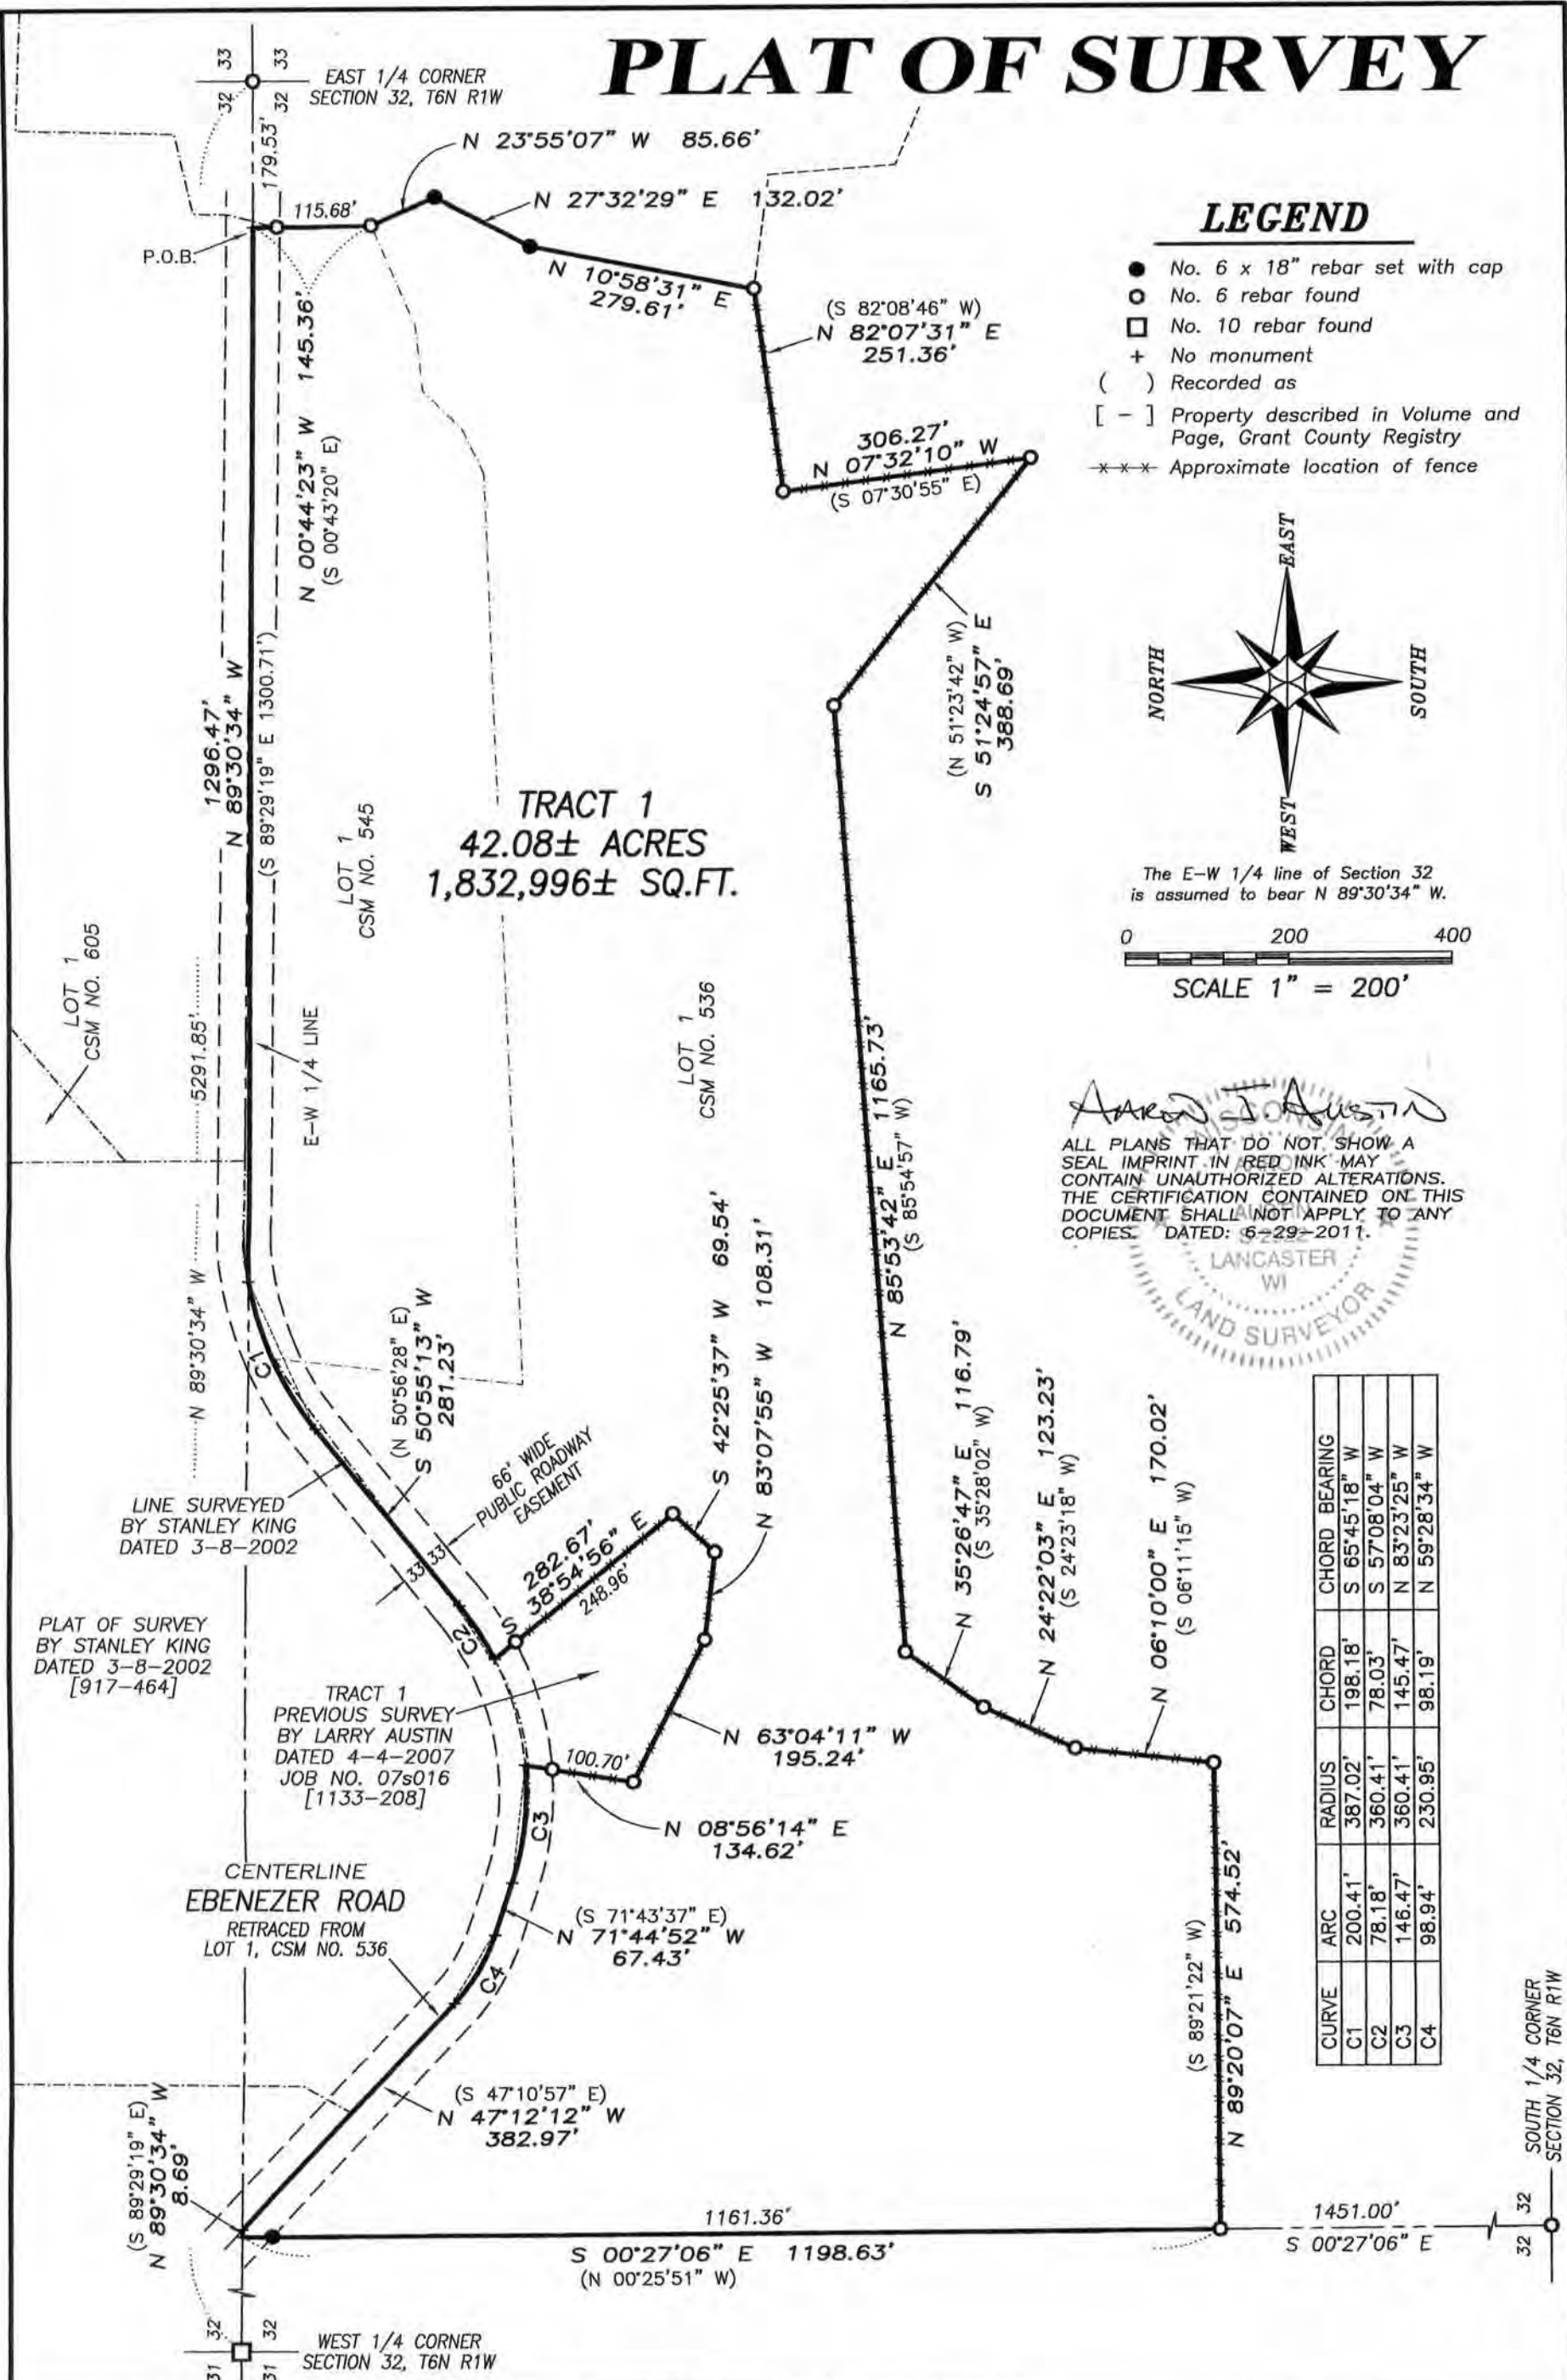 PLAT OF SURVEY
33 33
32 32
EAST 1/4 CORNER
SECTION 32, T6N R1W
179.53'
N 23°55'07" W 85.66'
N 27°32'29" E 132.02'
115.68'
P.O.B.
N 10°58'31" E
279.61'
(S 82°08'46" W)
N 82°07'31" E
251.36'
306.27'
N 07°32'10" W
(S 07°30'55" E)
N 00°44'23" W 145.36'
(S 00°43'20" E)
LEGEND
No. 6 x 18" rebar set with cap
No. 6 rebar found
No. 10 rebar found
+ No monument
( ) Recorded as
[ - ] Property described in Volume and
Page, Grant County Registry
-x-x-x- Approximate location of fence
EAST
NORTH
SOUTH
WEST
The E-W 1/4 line of Section 32
is assumed to bear N 89°30'34" W.
0 200 400
SCALE 1" = 200'
(N 51°23'42" W)
S 51°24'57" E
388.69'
1296.47'
N 89°30'34" W
(S 89°29'19" E 1300.71')
TRACT 1
42.08± ACRES
1,832,996± SQ.FT.
LOT 1
CSM NO. 545
LOT 1
CSM NO. 605
5291.85'
E-W 1/4 LINE
LOT 1
CSM NO. 536
N 85°53'42" E 1165.73'
(S 85°54'57" W)
AARON J. AUSTIN
ALL PLANS THAT DO NOT SHOW A
SEAL IMPRINT IN RED INK MAY
CONTAIN UNAUTHORIZED ALTERATIONS.
THE CERTIFICATION CONTAINED ON THIS
DOCUMENT SHALL NOT APPLY TO ANY
COPIES. DATED: 6-29-2011.
WISCONSIN
AUSTIN
LANCASTER
WI
LAND SURVEYOR
N 89°30'34" W
C1
(N 50°56'28" E)
S 50°55'13" W
281.23'
S 42°25'37" W 69.54'
N 83°07'55" W 108.31'
66' WIDE
PUBLIC ROADWAY
EASEMENT
LINE SURVEYED
BY STANLEY KING
DATED 3-8-2002
33' 33'
282.67'
S 38°54'56" E
248.96'
C2
PLAT OF SURVEY
BY STANLEY KING
DATED 3-8-2002
[917-464]
TRACT 1
PREVIOUS SURVEY
BY LARRY AUSTIN
DATED 4-4-2007
JOB NO. 07s016
[1133-208]
N 63°04'11" W
195.24'
100.70'
N 08°56'14" E
134.62'
C3
N 35°26'47" E 116.79'
(S 35°28'02" W)
N 24°22'03" E 123.23'
(S 24°23'18" W)
N 06°10'00" E 170.02'
(S 06°11'15" W)
CURVE ARC RADIUS CHORD CHORD BEARING
C1 200.41' 387.02' 198.18' S 65°45'18" W
C2 78.18' 360.41' 78.03' S 57°08'04" W
C3 146.47' 360.41' 145.47' N 83°23'25" W
C4 98.94' 230.95' 98.19' N 59°28'34" W
CENTERLINE
EBENEZER ROAD
RETRACED FROM
LOT 1, CSM NO. 536
(S 71°43'37" E)
N 71°44'52" W
67.43'
C4
(S 89°21'22" W)
N 89°20'07" E 574.52'
(S 47°10'57" E)
N 47°12'12" W
382.97'
(S 89°29'19" E)
N 89°30'34" W
8.69'
1161.36'
S 00°27'06" E 1198.63'
(N 00°25'51" W)
1451.00'
S 00°27'06" E
SOUTH 1/4 CORNER
SECTION 32, T6N R1W
32 32
32 32
31 31
WEST 1/4 CORNER
SECTION 32, T6N R1W